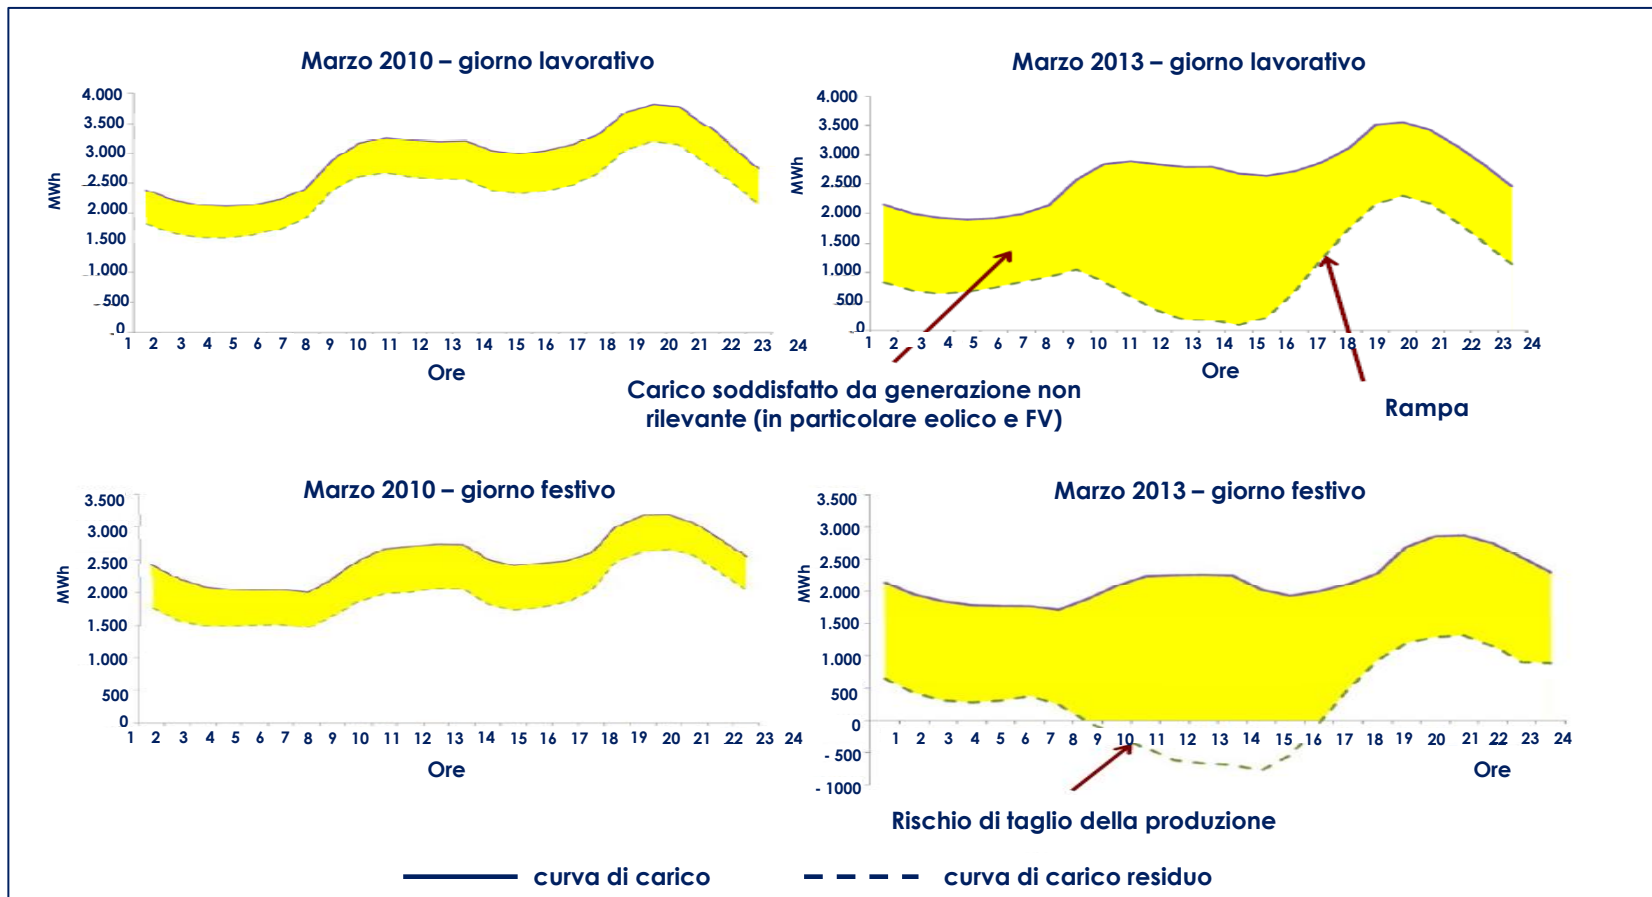 Marzo 2010 – giorno lavorativo
4.000
3.500
3.000
2.500
2.000
1.500
1.000
500
0
MWh
1 2 3 4 5 6 7 8 9 10 11 12 13 14 15 16 17 18 19 20 22 23 24
Ore
Marzo 2013 – giorno lavorativo
4.000
3.500
3.000
2.500
2.000
1.500
1.000
500
0
MWh
1 2 3 4 5 6 7 8 9 10 11 12 13 14 15 17 18 19 20 21 22 23 24
Ore
Carico soddisfatto da generazione non
rilevante (in particolare eolico e FV)
Rampa
Marzo 2010 – giorno festivo
3.500
3.000
2.500
2.000
1.500
1.000
500
0
MWh
1 2 3 4 5 6 7 8 9 10 11 12 13 14 15 16 17 18 19 20 22 23 24
Ore
Marzo 2013 – giorno festivo
3.500
3.000
2.500
2.000
1.500
1.000
500
0
- 500
- 1000
MWh
1 2 3 4 5 6 7 8 9 10 11 12 13 14 15 16 17 18 19 20 21 22 23 24
Ore
Rischio di taglio della produzione
curva di carico
curva di carico residuo